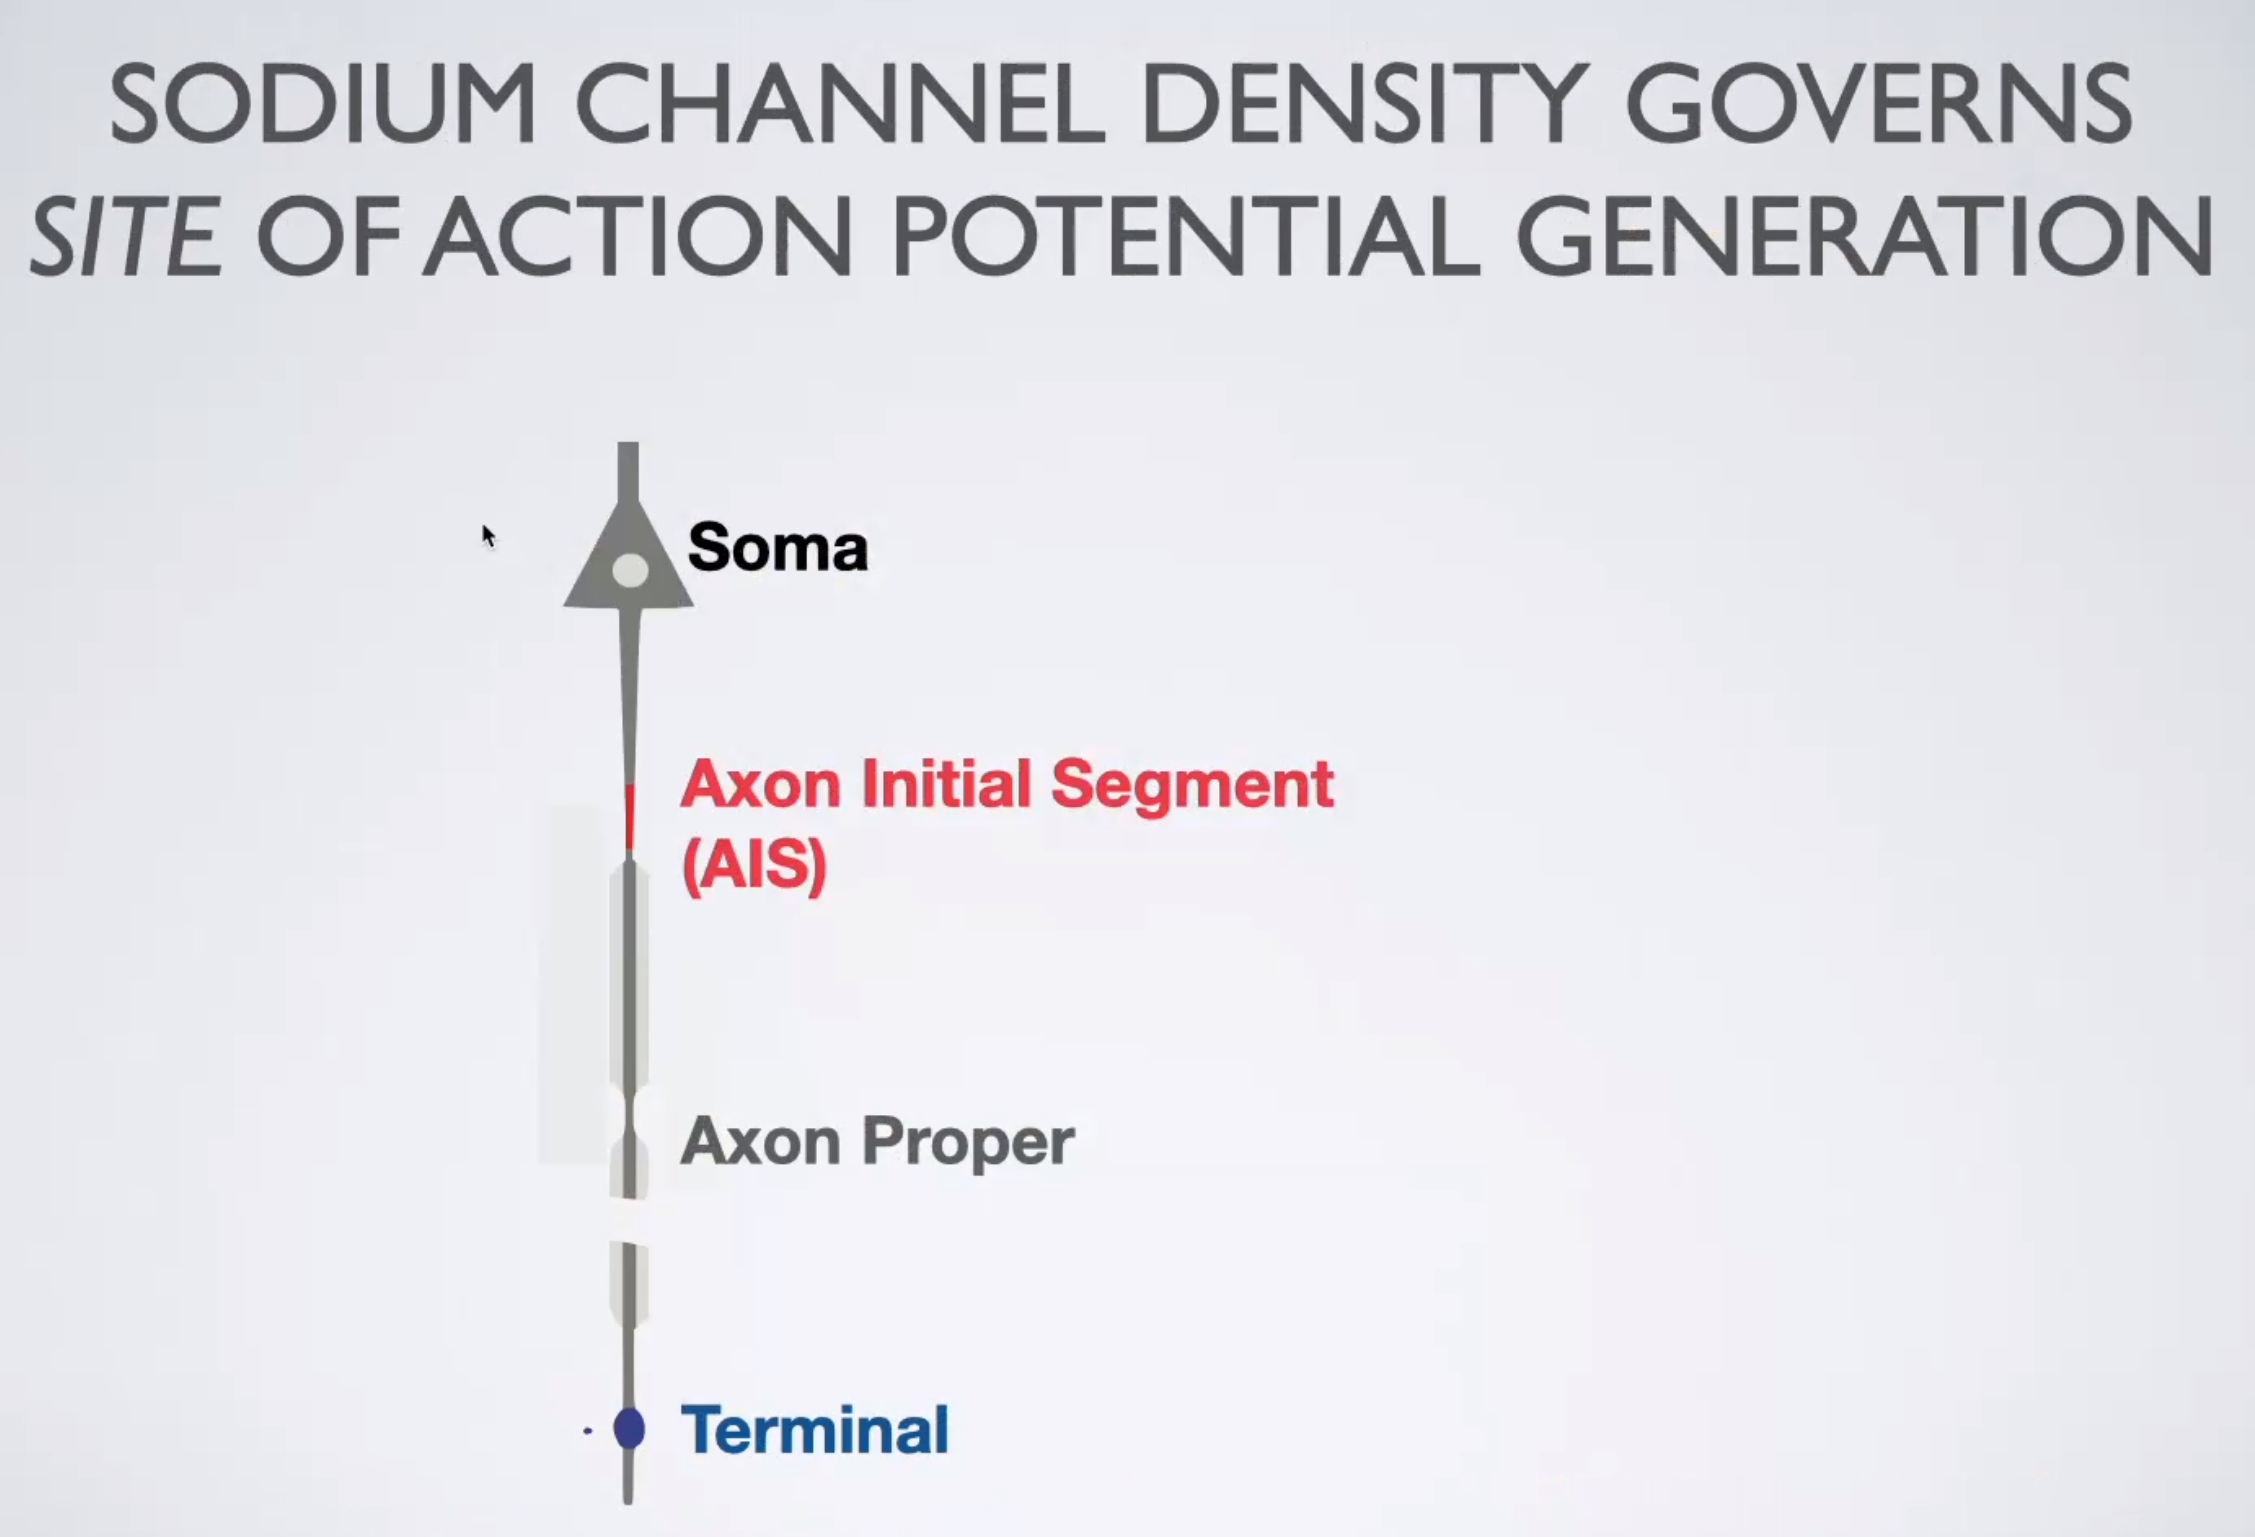 SODIUM CHANNEL DENSITY GOVERNS
SITE OF ACTION POTENTIAL GENERATION
Soma
Axon Initial Segment
(AIS)
Axon Proper
Terminal